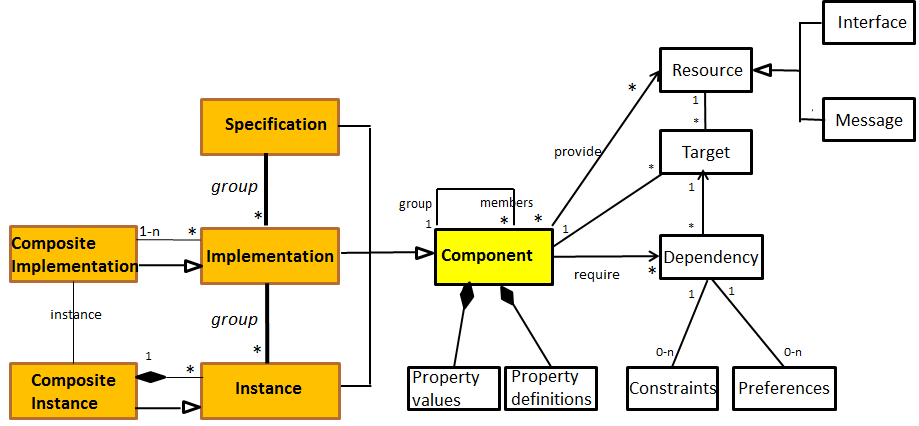 Interface
Resource
*
1
Message
*
Specification
provide
Target
group
*
1
group
members
1
*
*
1
*
*
1-n
*
Composite
Implementation
Implementation
Component
Dependency
require
*
instance
group
1
1
*
1
*
0-n
0-n
Composite
Instance
Instance
Property
values
Property
definitions
Constraints
Preferences